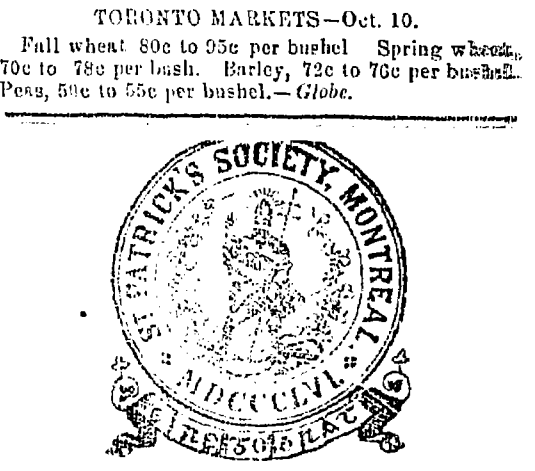 TORONTO MARKETS—Oct. 10.
Fall wheat 80c to 95c per bushel Spring wheat,
70c to 78c per bush. Barley, 72c to 76c per bushel.
Peas, 50c to 55c per bushel.—Globe.
ST PATRICK'S SOCIETY, MONTREAL.
MDCCCLVI.